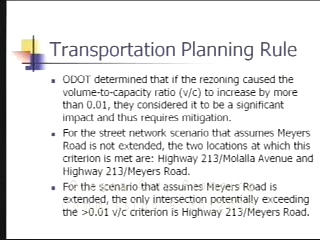 Transportation Planning Rule
ODOT determined that if the rezoning caused the
volume-to-capacity ratio (v/c) to increase by more
than 0.01, they considered it to be a significant
impact and thus requires mitigation.
For the street network scenario that assumes Meyers
Road is not extended, the two locations at which this
criterion is met are: Highway 213/Molalla Avenue and
Highway 213/Meyers Road.
For the scenario that assumes Meyers Road is
extended, the only intersection potentially exceeding
the >0.01 v/c criterion is Highway 213/Meyers Road.